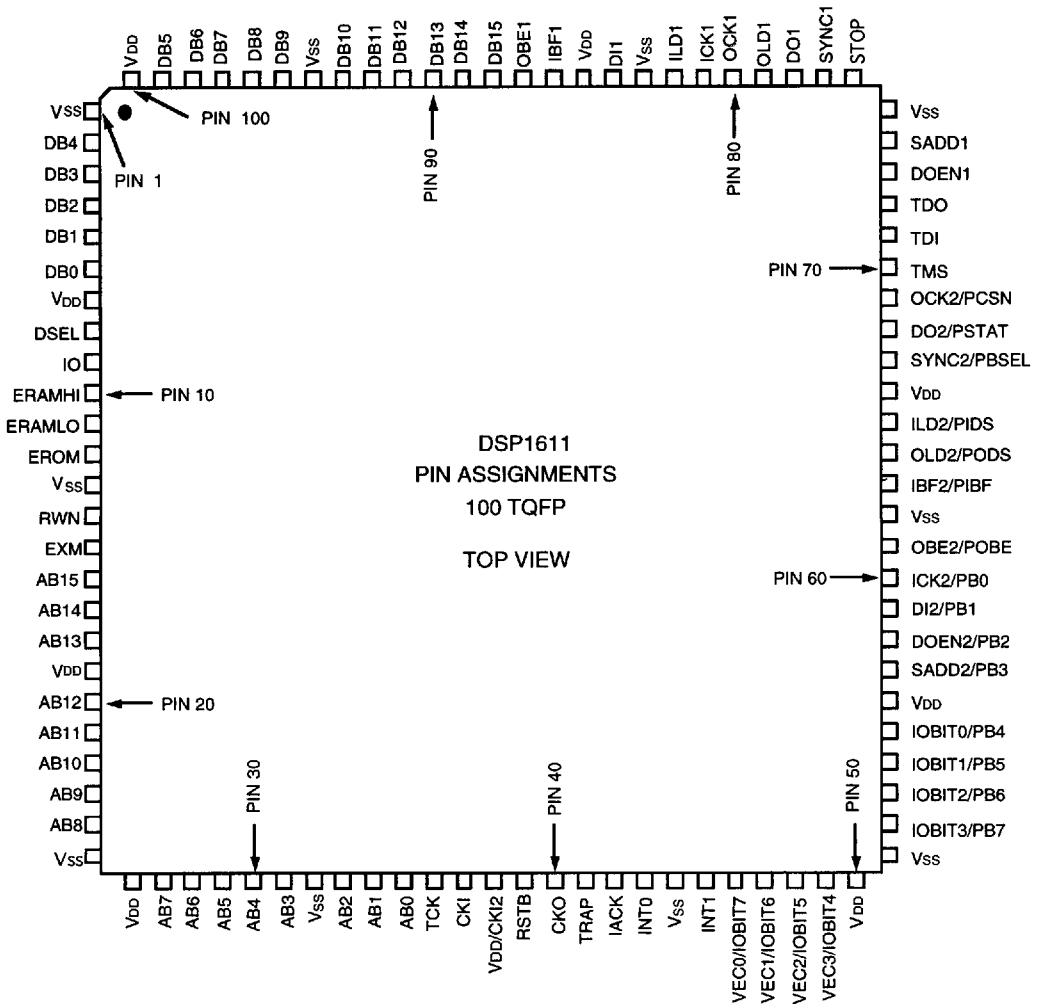 VDD
DB5
DB6
DB7
DB8
DB9
VSS
DB10
DB11
DB12
DB13
DB14
DB15
OBE1
IBF1
VDD
DI1
VSS
ILD1
ICK1
OCK1
OLD1
DO1
SYNC1
STOP
VSS
DB4
DB3
DB2
DB1
DB0
VDD
DSEL
IO
ERAMHI
ERAMLO
EROM
VSS
RWN
EXM
AB15
AB14
AB13
VDD
AB12
AB11
AB10
AB9
AB8
VSS
PIN 100
PIN 1
PIN 90
PIN 80
PIN 70
PIN 10
DSP1611
PIN ASSIGNMENTS
100 TQFP
TOP VIEW
PIN 60
PIN 20
PIN 30
PIN 40
PIN 50
VSS
SADD1
DOEN1
TDO
TDI
TMS
OCK2/PCSN
DO2/PSTAT
SYNC2/PBSEL
VDD
ILD2/PIDS
OLD2/PODS
IBF2/PIBF
VSS
OBE2/POBE
ICK2/PB0
DI2/PB1
DOEN2/PB2
SADD2/PB3
VDD
IOBIT0/PB4
IOBIT1/PB5
IOBIT2/PB6
IOBIT3/PB7
VSS
VDD
AB7
AB6
AB5
AB4
AB3
VSS
AB2
AB1
AB0
TCK
CKI
VDD/CKI2
RSTB
CKO
TRAP
IACK
INT0
VSS
INT1
VEC0/IOBIT7
VEC1/IOBIT6
VEC2/IOBIT5
VEC3/IOBIT4
VDD